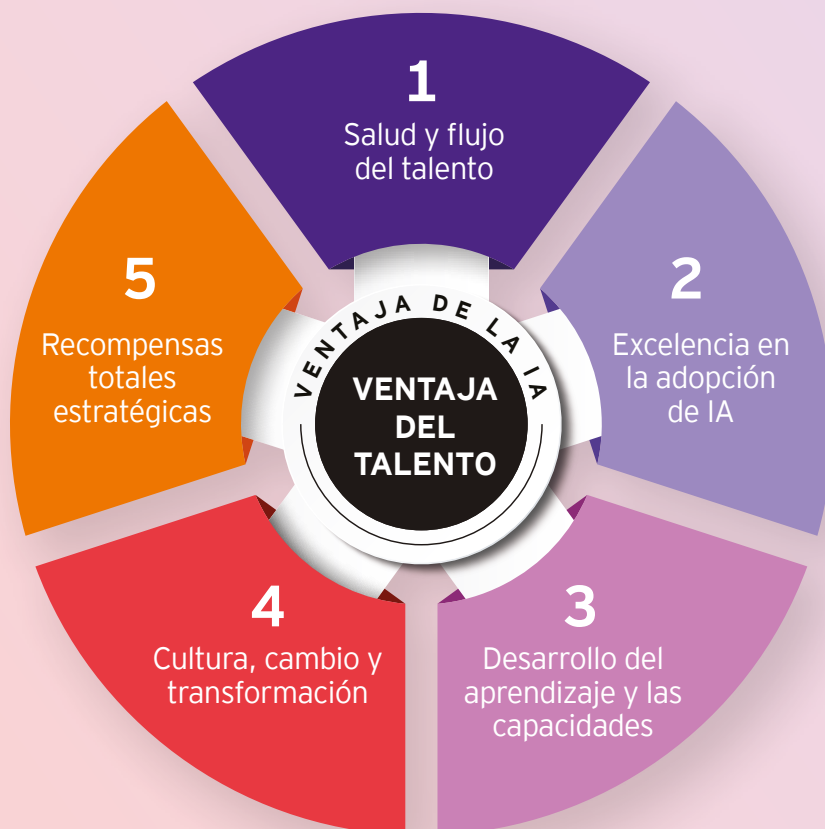 1
Salud y flujo
del talento
2
Excelencia en
la adopción
de IA
3
Desarrollo del
aprendizaje y las
capacidades
4
Cultura, cambio y
transformación
5
Recompensas
totales
estratégicas
VENTAJA DE LA IA
VENTAJA
DEL
TALENTO